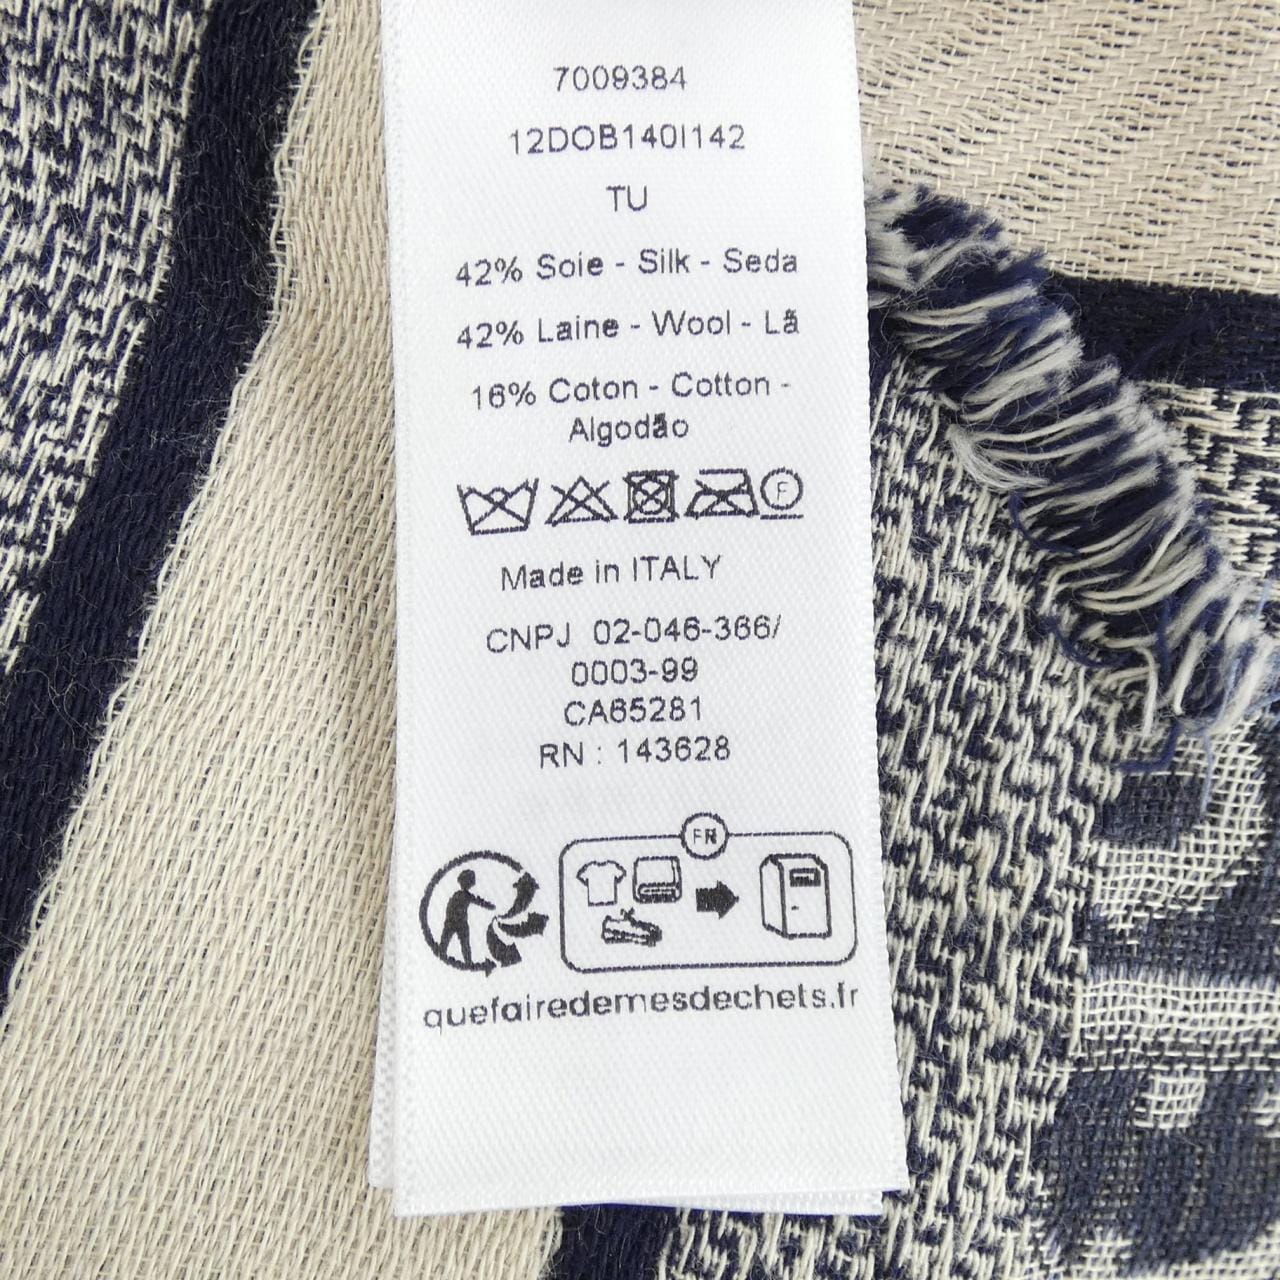 7009384
12DOB140I142
TU
42% Soie - Silk - Seda
42% Laine - Wool - Lã
16% Coton - Cotton -
Algodão
F
Made in ITALY
CNPJ 02-046-366/
0003-99
CA65281
RN : 143628
FR
quefairedemesdechets.fr